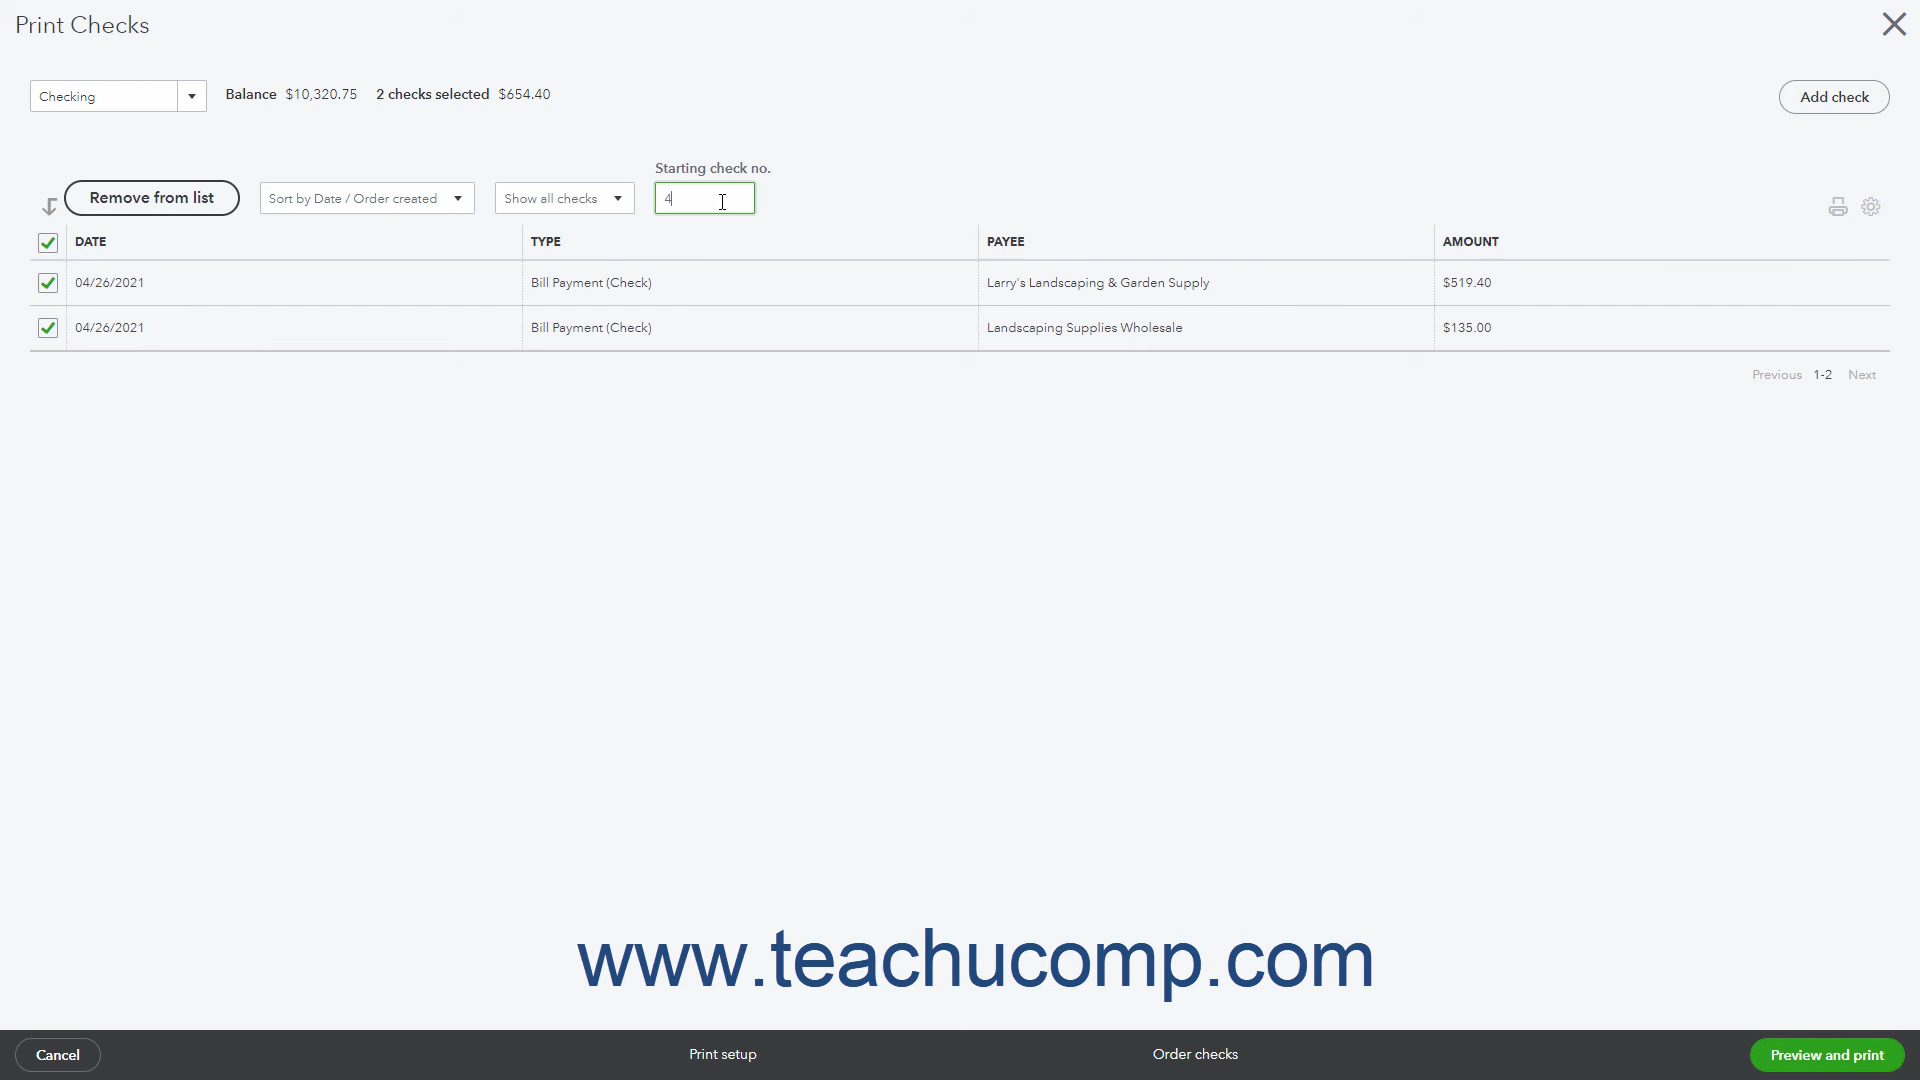 Print Checks
Checking Balance $10,320.75 2 checks selected $654.40 Add check
Starting check no.
Remove from list Sort by Date / Order created Show all checks 4
DATE TYPE PAYEE AMOUNT
04/26/2021 Bill Payment (Check) Larry's Landscaping & Garden Supply $519.40
04/26/2021 Bill Payment (Check) Landscaping Supplies Wholesale $135.00
Previous 1-2 Next
www.teachucomp.com
Cancel Print setup Order checks Preview and print